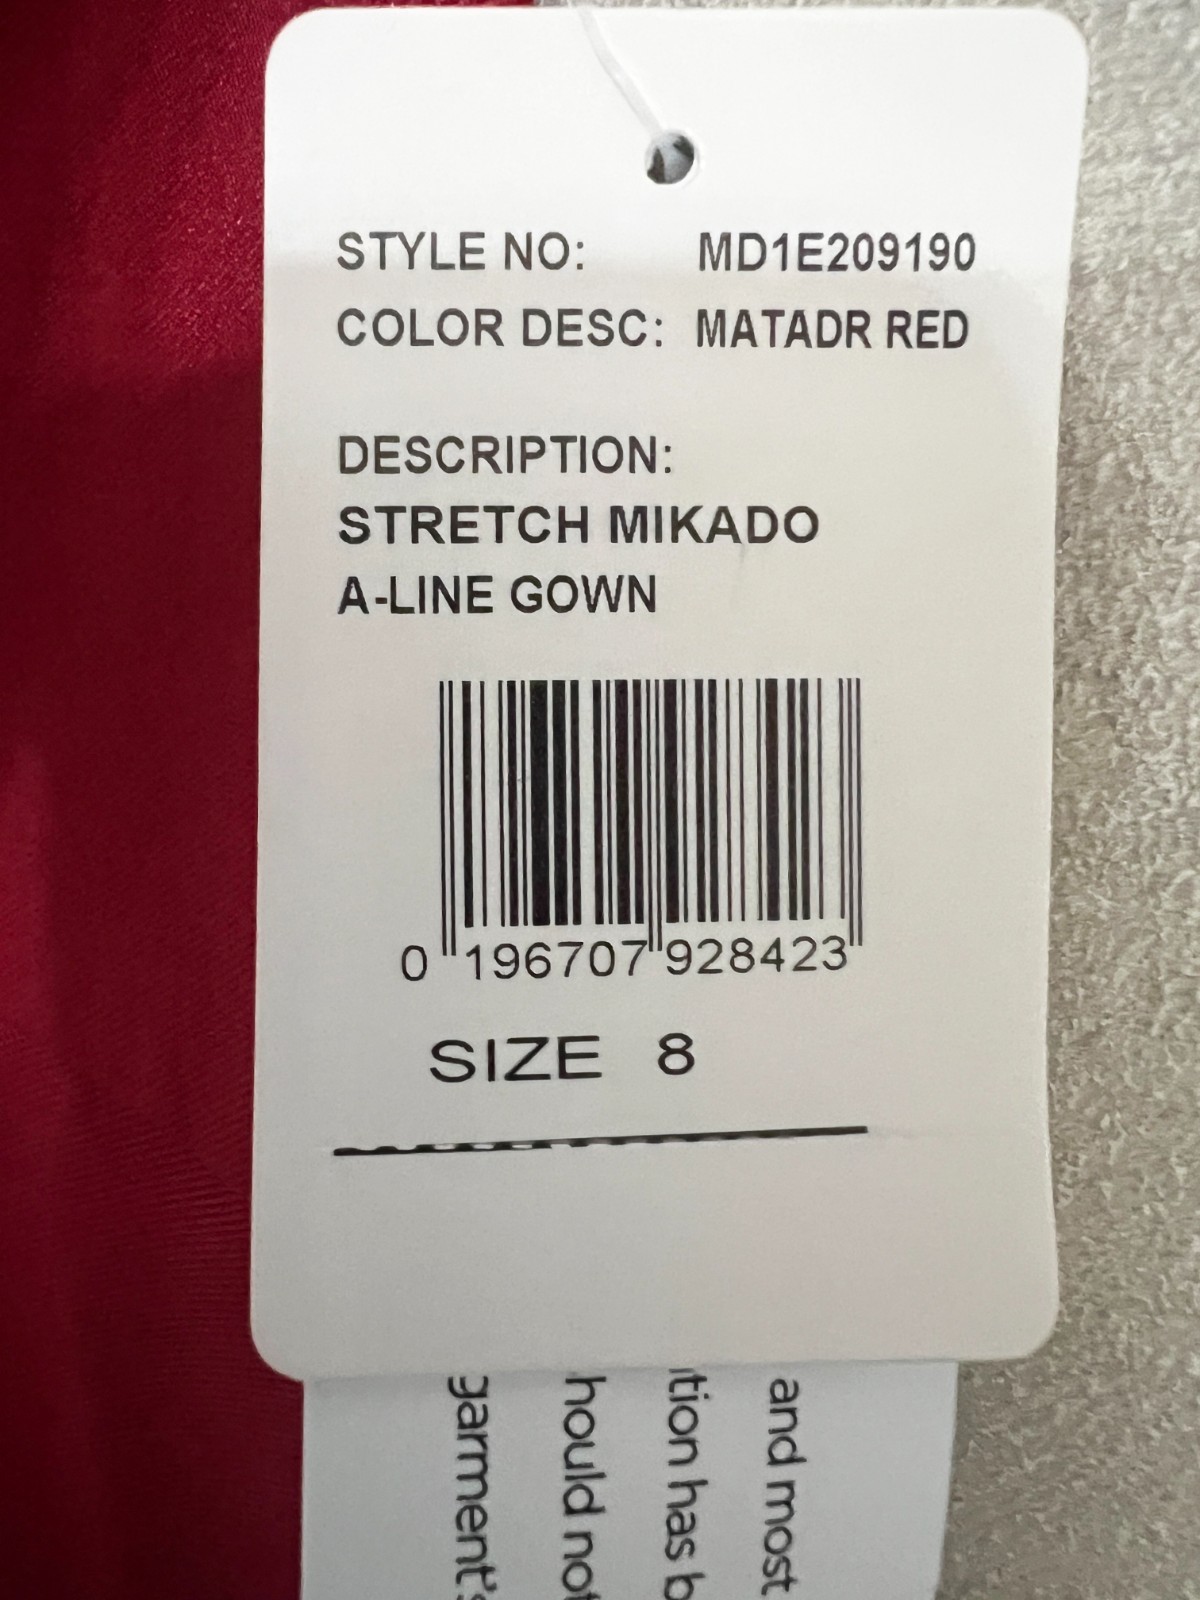 STYLE NO: MD1E209190
COLOR DESC: MATADR RED
DESCRIPTION:
STRETCH MIKADO
A-LINE GOWN
0 196707 928423
SIZE 8
and most
ition has b
hould not
garment's